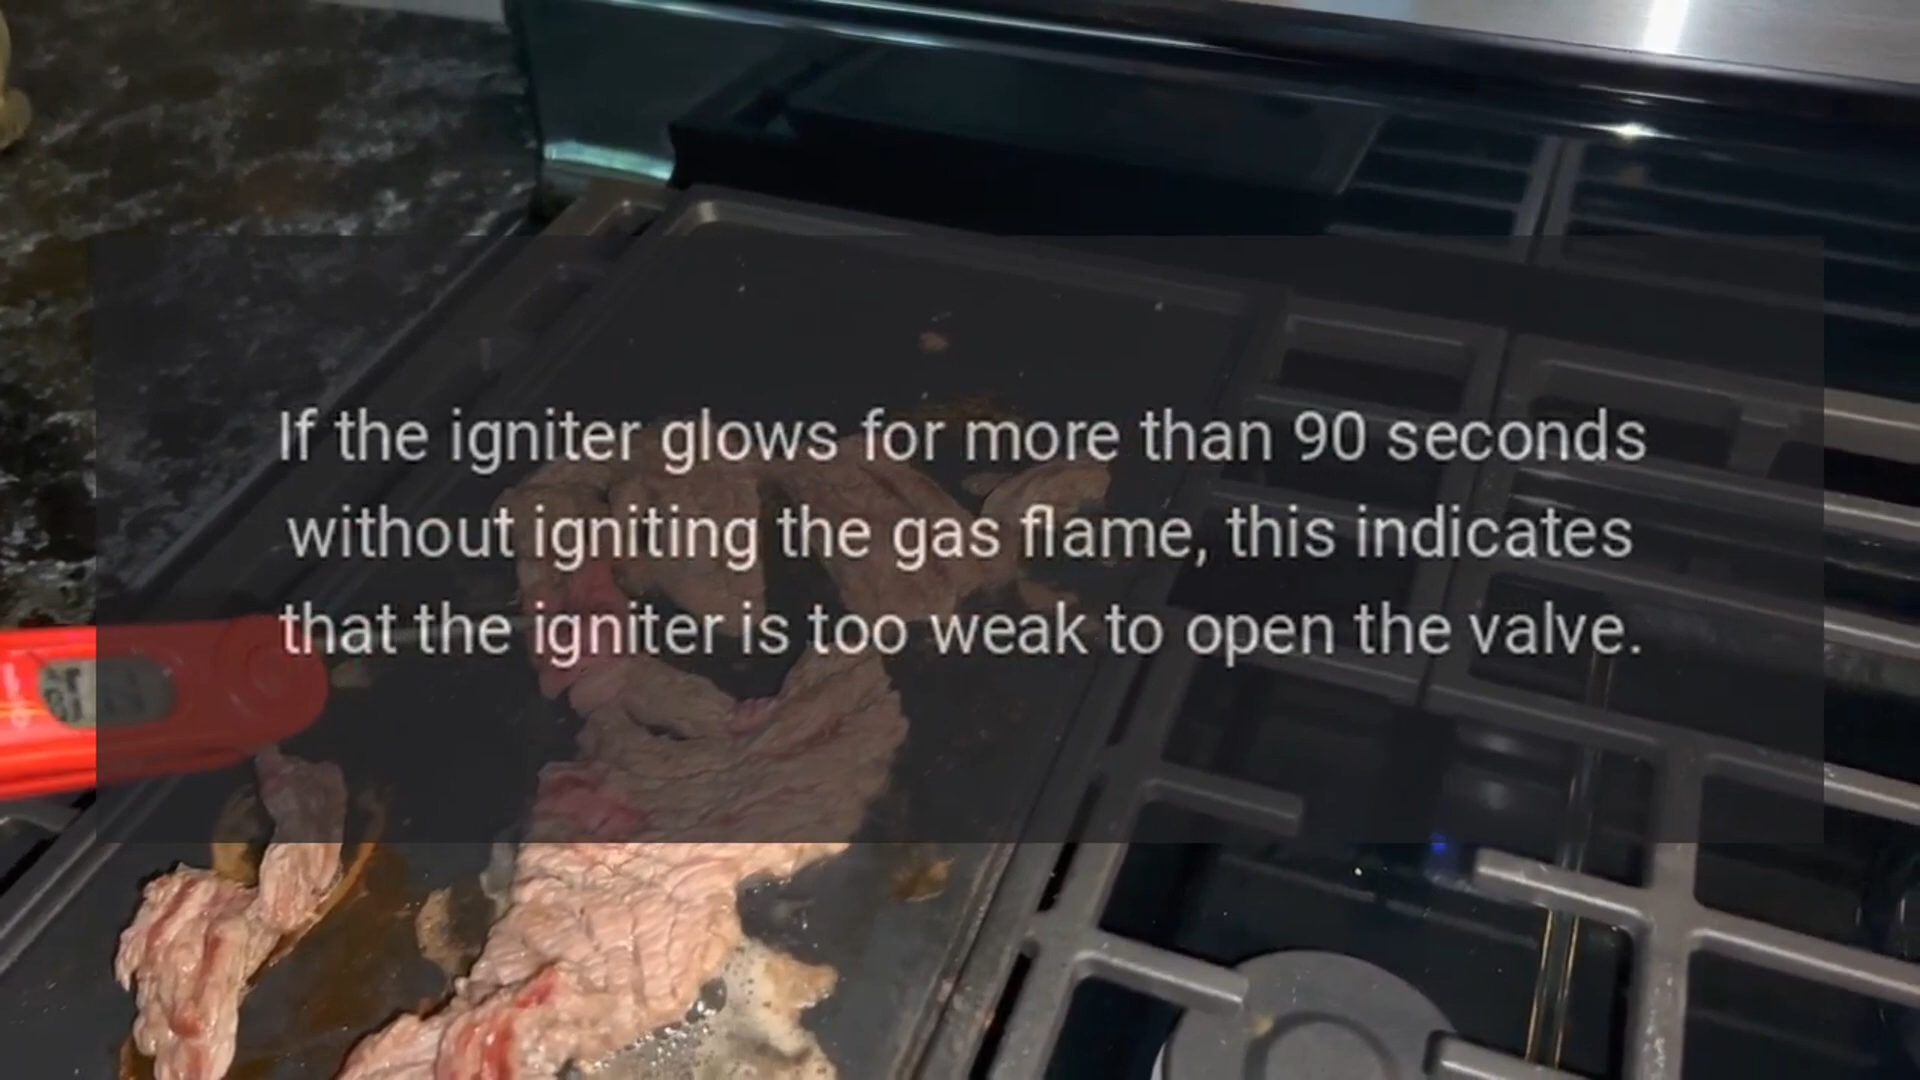 If the igniter glows for more than 90 seconds
without igniting the gas flame, this indicates
that the igniter is too weak to open the valve.